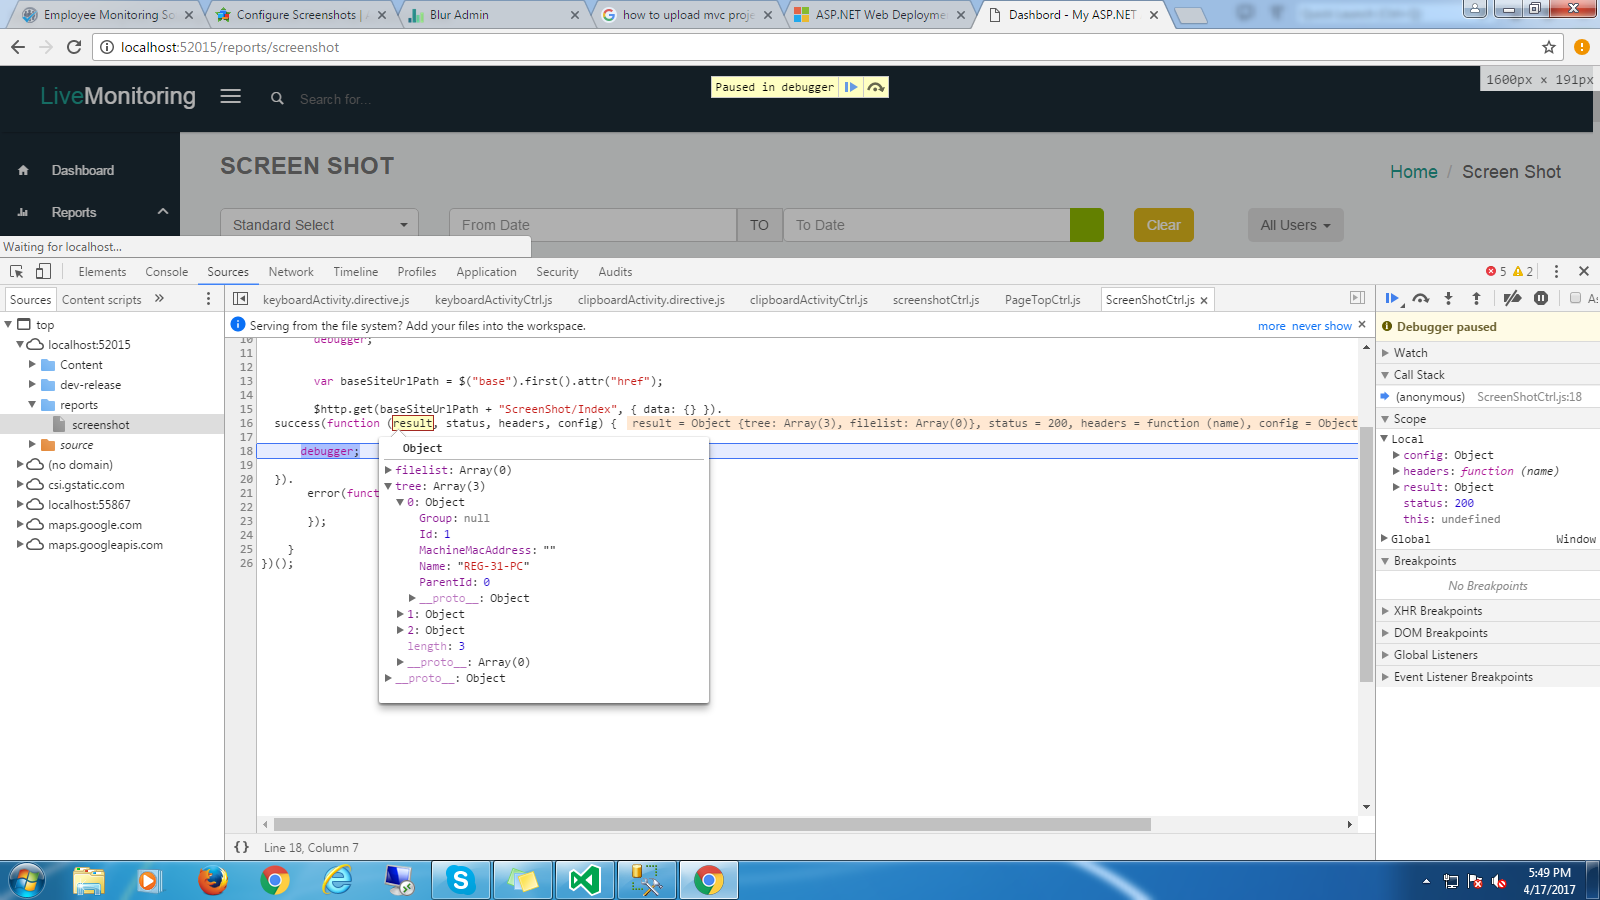 Employee Monitoring So
Configure Screenshots | A
Blur Admin
how to upload mvc proje
ASP.NET Web Deployme
Dashbord - My ASP.NET
localhost:52015/reports/screenshot
LiveMonitoring
Search for...
Paused in debugger
1600px × 191px
Dashboard
Reports
SCREEN SHOT
Home / Screen Shot
Standard Select
From Date
TO
To Date
Clear
All Users
Waiting for localhost...
Elements Console Sources Network Timeline Profiles Application Security Audits
5 2
Sources Content scripts »
keyboardActivity.directive.js keyboardActivityCtrl.js clipboardActivity.directive.js clipboardActivityCtrl.js screenshotCtrl.js PageTopCtrl.js ScreenShotCtrl.js
Serving from the file system? Add your files into the workspace.
more never show
top
localhost:52015
Content
dev-release
reports
screenshot
source
(no domain)
csi.gstatic.com
localhost:55867
maps.google.com
maps.googleapis.com
10 debugger;
11
12
13 var baseSiteUrlPath = $("base").first().attr("href");
14
15 $http.get(baseSiteUrlPath + "ScreenShot/Index", { data: {} }).
16 success(function (result, status, headers, config) { result = Object {tree: Array(3), filelist: Array(0)}, status = 200, headers = function (name), config = Object
17
18 debugger;
19
20 }).
21 error(funct
22
23 });
24
25 }
26 })();
Object
filelist: Array(0)
tree: Array(3)
0: Object
Group: null
Id: 1
MachineMacAddress: ""
Name: "REG-31-PC"
ParentId: 0
__proto__: Object
1: Object
2: Object
length: 3
__proto__: Array(0)
__proto__: Object
{} Line 18, Column 7
As
Debugger paused
Watch
Call Stack
(anonymous) ScreenShotCtrl.js:18
Scope
Local
config: Object
headers: function (name)
result: Object
status: 200
this: undefined
Global Window
Breakpoints
No Breakpoints
XHR Breakpoints
DOM Breakpoints
Global Listeners
Event Listener Breakpoints
5:49 PM
4/17/2017